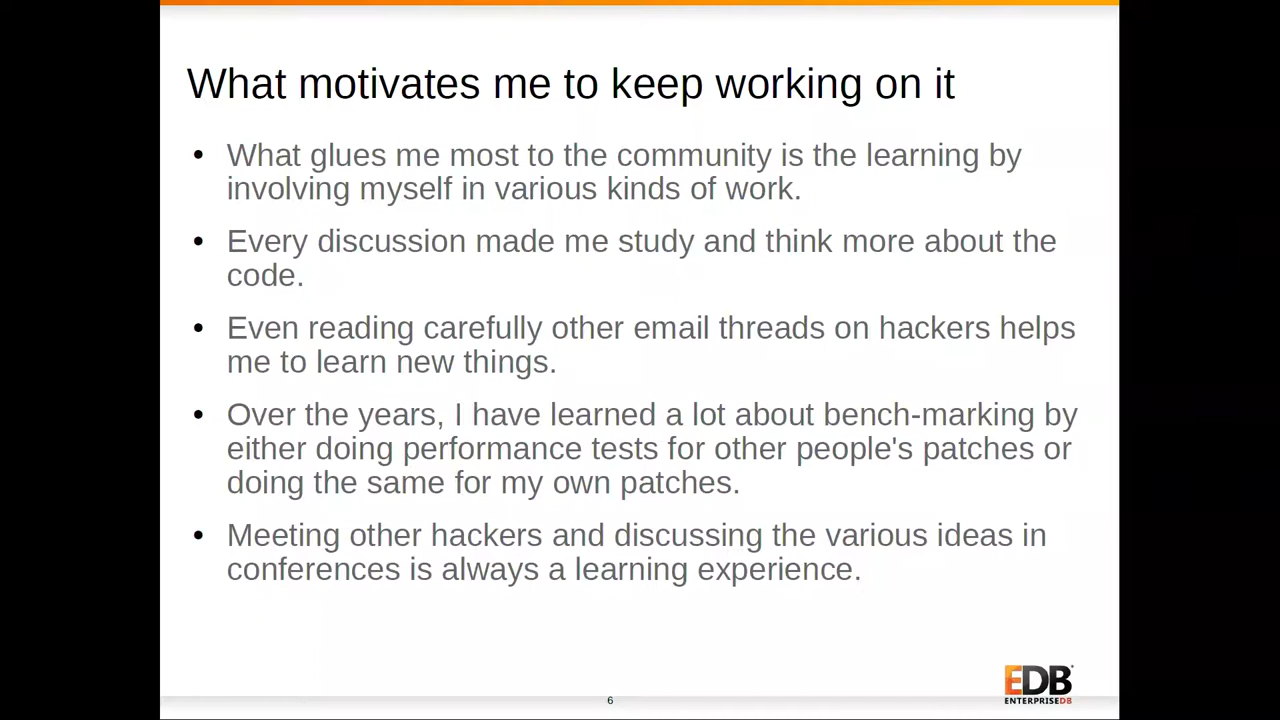 What motivates me to keep working on it
• What glues me most to the community is the learning by
involving myself in various kinds of work.
• Every discussion made me study and think more about the
code.
• Even reading carefully other email threads on hackers helps
me to learn new things.
• Over the years, I have learned a lot about bench-marking by
either doing performance tests for other people's patches or
doing the same for my own patches.
• Meeting other hackers and discussing the various ideas in
conferences is always a learning experience.
EDB
ENTERPRISEDB
6